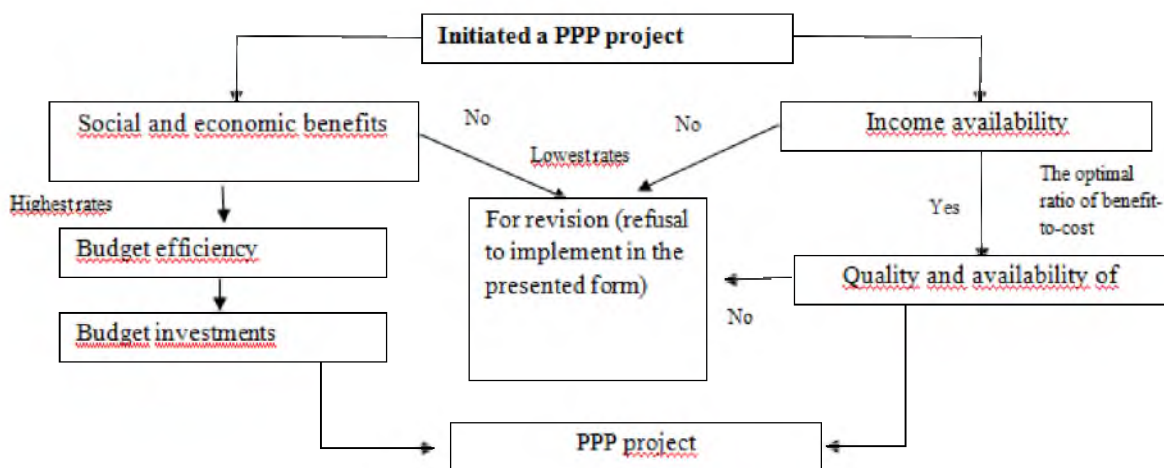 Initiated a PPP project
Social and economic benefits
No
No
Income availability
Lowest rates
The optimal
ratio of benefit-
to-cost
Highest rates
For revision (refusal
to implement in the
presented form)
Yes
Budget efficiency
Quality and availability of
No
Budget investments
PPP project